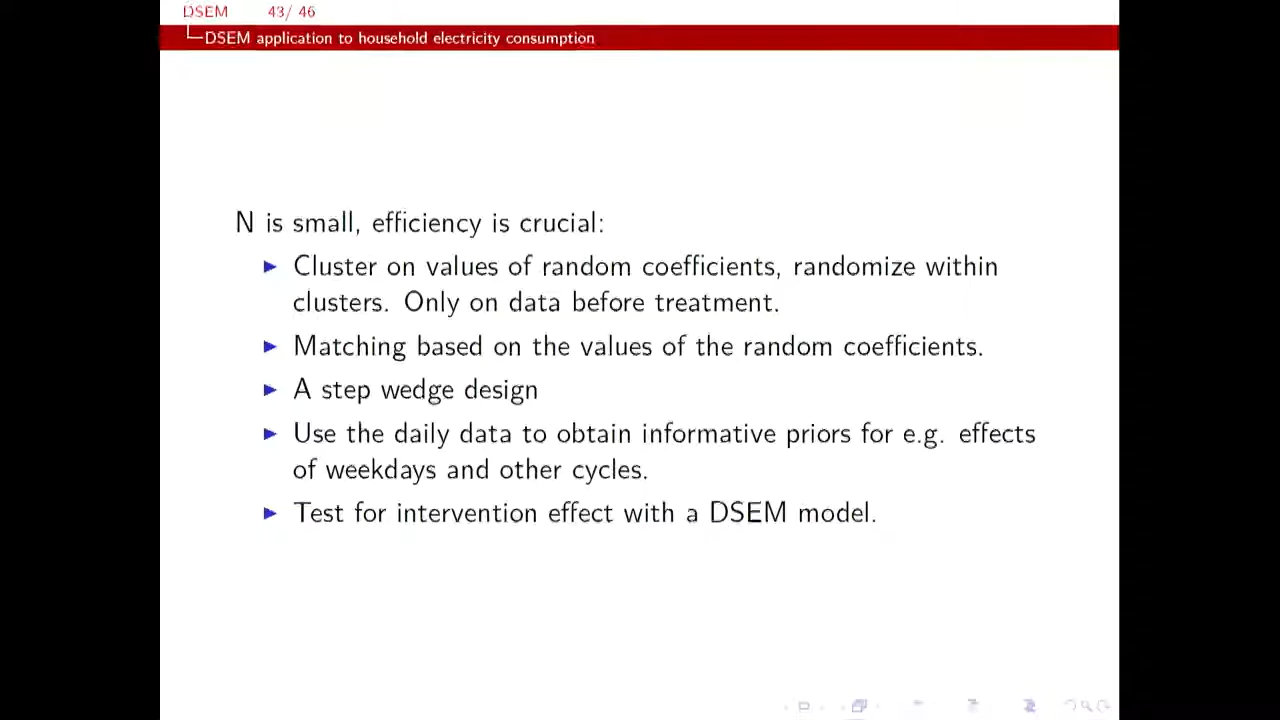 DSEM 43/ 46
DSEM application to household electricity consumption
N is small, efficiency is crucial:
Cluster on values of random coefficients, randomize within
clusters. Only on data before treatment.
Matching based on the values of the random coefficients.
A step wedge design
Use the daily data to obtain informative priors for e.g. effects
of weekdays and other cycles.
Test for intervention effect with a DSEM model.